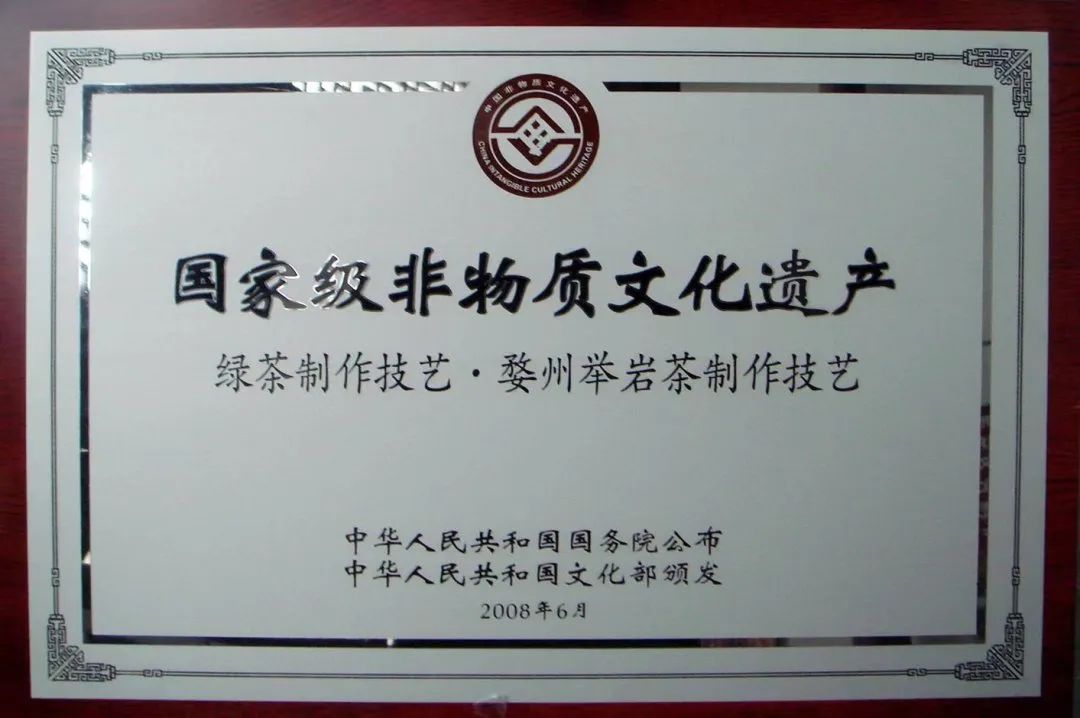 中国非物质文化遗产
CHINA INTANGIBLE CULTURAL HERITAGE
国家级非物质文化遗产
绿茶制作技艺·婺州举岩茶制作技艺
中华人民共和国国务院公布
中华人民共和国文化部颁发
2008年6月